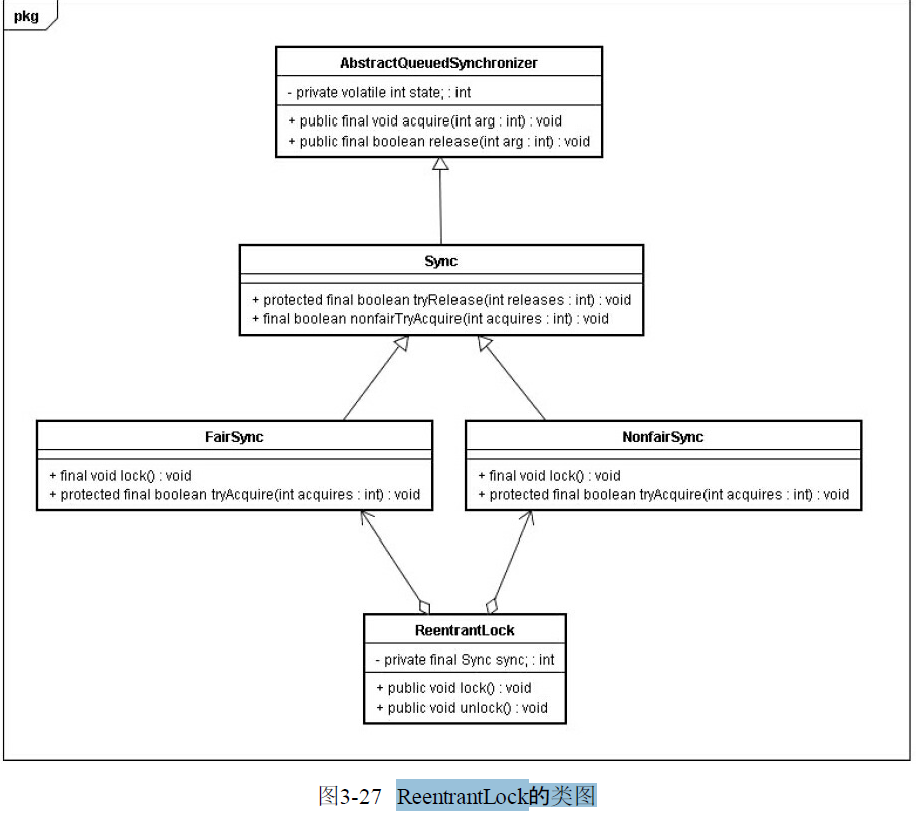 pkg
AbstractQueuedSynchronizer
- private volatile int state; : int
+ public final void acquire(int arg : int) : void
+ public final boolean release(int arg : int) : void
Sync
+ protected final boolean tryRelease(int releases : int) : void
+ final boolean nonfairTryAcquire(int acquires : int) : void
FairSync
+ final void lock() : void
+ protected final boolean tryAcquire(int acquires : int) : void
NonfairSync
+ final void lock() : void
+ protected final boolean tryAcquire(int acquires : int) : void
ReentrantLock
- private final Sync sync; : int
+ public void lock() : void
+ public void unlock() : void
图3-27 ReentrantLock的类图